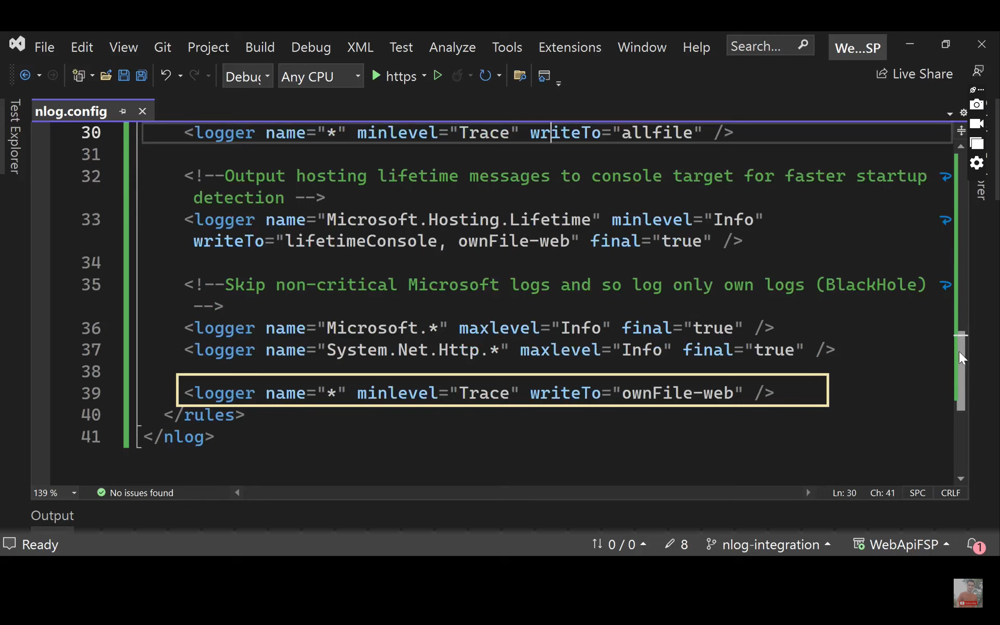 File Edit View Git Project Build Debug XML Test Analyze Tools Extensions Window Help Search... We...SP
Any CPU https Live Share
Test Explorer
nlog.config
30 <logger name="*" minlevel="Trace" writeTo="allfile" />
31
32 <!--Output hosting lifetime messages to console target for faster startup
detection -->
33 <logger name="Microsoft.Hosting.Lifetime" minlevel="Info"
writeTo="lifetimeConsole, ownFile-web" final="true" />
34
35 <!--Skip non-critical Microsoft logs and so log only own logs (BlackHole)
-->
36 <logger name="Microsoft.*" maxlevel="Info" final="true" />
37 <logger name="System.Net.Http.*" maxlevel="Info" final="true" />
38
39 <logger name="*" minlevel="Trace" writeTo="ownFile-web" />
40 </rules>
41 </nlog>
139 % No issues found Ln: 30 Ch: 41 SPC CRLF
Output
Ready 0 / 0 8 nlog-integration WebApiFSP 1
Subscribe